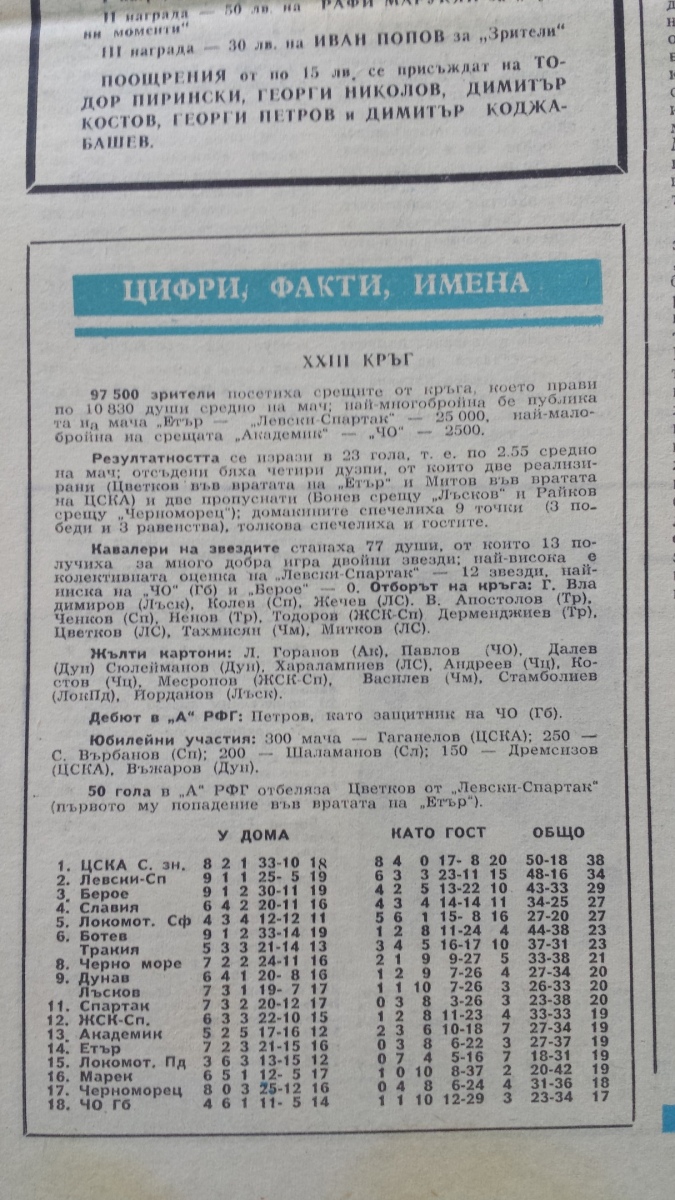 II награда — 50 лв. на
ни моменти“
III награда — 30 лв. на ИВАН ПОПОВ за „Зрители“
ПООЩРЕНИЯ от по 15 лв. се присъждат на ТО-
ДОР ПИРИНСКИ, ГЕОРГИ НИКОЛОВ, ДИМИТЪР
КОСТОВ, ГЕОРГИ ПЕТРОВ и ДИМИТЪР КОДЖА-
БАШЕВ.
ЦИФРИ, ФАКТИ, ИМЕНА
XXIII КРЪГ
97 500 зрители посетиха срещите от кръга, което прави
по 10 830 души средно на мач; най-многобройна бе публика
та на мача „Етър — „Левски-Спартак“ — 25 000, най-мало-
бройна на срещата „Академик“ — „ЧО“ — 2500.
Резултатността се изрази в 23 гола, т. е. по 2.55 средно
на мач; отсъдени бяха четири дузпи, от които две реализи-
рани (Цветков във вратата на „Етър“ и Митов във вратата
на ЦСКА) и две пропуснати (Бонев срещу „Лъсков“ и Райков
срещу „Черноморец“); домакините спечелиха 9 точки (3 по-
беди и 3 равенства), толкова спечелиха и гостите.
Кавалери на звездите станаха 77 души, от които 13 по-
лучиха за много добра игра двойни звезди; най-висока е
колективната оценка на „Левски-Спартак“ — 12 звезди, най-
ниска на „ЧО“ (Гб) и „Берое“ — 0. Отборът на кръга: Г. Вла
димиров (Лъск), Колев (Сп), Жечев (ЛС). В. Апостолов (Тр),
Ченков (Сп), Ненов (Тр), Тодоров (ЖСК-Сп) Дерменджиев (Тр),
Цветков (ЛС), Тахмисян (Чм), Митков (ЛС).
Жълти картони: Л. Горанов (Ак), Павлов (ЧО), Далев
(Дун) Сюлейманов (Дун), Харалампиев (ЛС), Андреев (Чц), Ко-
стов (Чц), Месропов (ЖСК-Сп), Василев (Чм), Стамболиев
(ЛокПд), Йорданов (Лъск).
Дебют в „А“ РФГ: Петров, като защитник на ЧО (Гб).
Юбилейни участия: 300 мача — Гаганелов (ЦСКА); 250 —
С. Върбанов (Сп); 200 — Шаламанов (Сл); 150 — Дремсизов
(ЦСКА), Въжаров (Дун).
50 гола в „А“ РФГ отбеляза Цветков от „Левски-Спартак“
(първото му попадение във вратата на „Етър“).
У ДОМА КАТО ГОСТ ОБЩО
1. ЦСКА С. зн. 8 2 1 33-10 18 8 4 0 17- 8 20 50-18 38
2. Левски-Сп 9 1 1 25- 5 19 6 3 3 23-11 15 48-16 34
3. Берое 9 1 2 30-11 19 4 2 5 13-22 10 43-33 29
4. Славия 6 4 2 20-11 16 4 3 4 14-14 11 34-25 27
5. Локомот. Сф 4 3 4 12-12 11 5 6 1 15- 8 16 27-20 27
6. Ботев 9 1 2 33-14 19 1 2 8 11-24 4 44-38 23
Тракия 5 3 3 21-14 13 3 4 5 16-17 10 37-31 23
8. Черно море 7 2 2 24-11 16 2 1 9 9-27 5 33-38 21
9. Дунав 6 4 1 20- 8 16 1 2 9 7-26 4 27-34 20
Лъсков 7 3 1 19- 7 17 1 1 10 7-26 3 26-33 20
11. Спартак 7 3 2 20-12 17 0 3 8 3-26 3 23-38 20
12. ЖСК-Сп. 6 3 3 22-10 15 1 2 8 11-23 4 33-33 19
13. Академик 5 2 5 17-16 12 2 3 6 10-18 7 27-34 19
14. Етър 7 2 3 21-15 16 0 3 8 6-22 3 27-37 19
15. Локомот. Пд 3 6 3 13-15 12 0 7 4 5-16 7 18-31 19
16. Марек 6 5 1 12- 5 17 1 0 10 8-37 2 20-42 19
17. Черноморец 8 0 3 25-12 16 0 4 8 6-24 4 31-36 18
18. ЧО Гб 4 6 1 11- 5 14 1 1 10 12-29 3 23-34 17